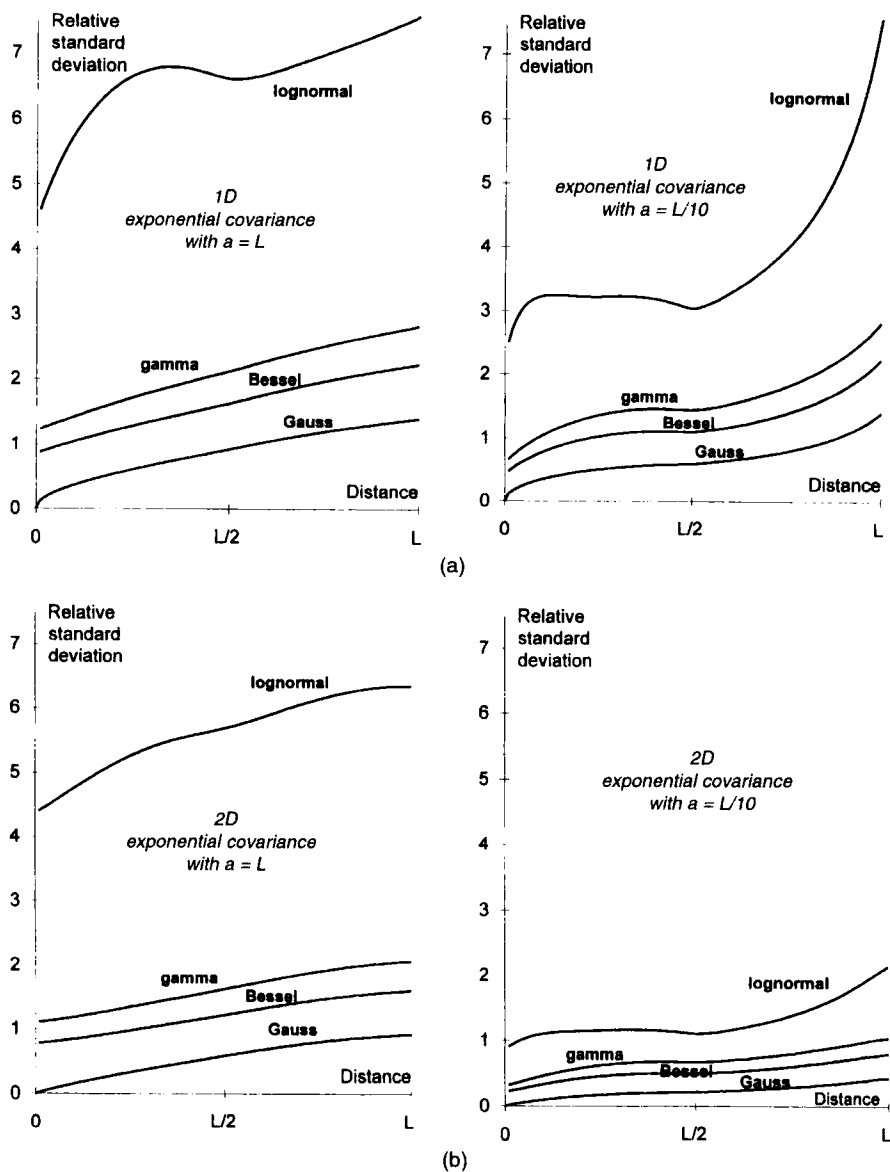 Relative
standard
deviation
7
6
5
4
3
2
1
0
lognormal
1D
exponential covariance
with a = L
gamma
Bessel
Gauss
Distance
0 L/2 L
Relative
standard
deviation
7
6
5
4
3
2
1
0
lognormal
1D
exponential covariance
with a = L/10
gamma
Bessel
Gauss
Distance
0 L/2 L
(a)
Relative
standard
deviation
7
6
5
4
3
2
1
0
lognormal
2D
exponential covariance
with a = L
gamma
Bessel
Gauss
Distance
0 L/2 L
Relative
standard
deviation
7
6
5
4
3
2
1
0
2D
exponential covariance
with a = L/10
lognormal
gamma
Bessel
Gauss
Distance
0 L/2 L
(b)